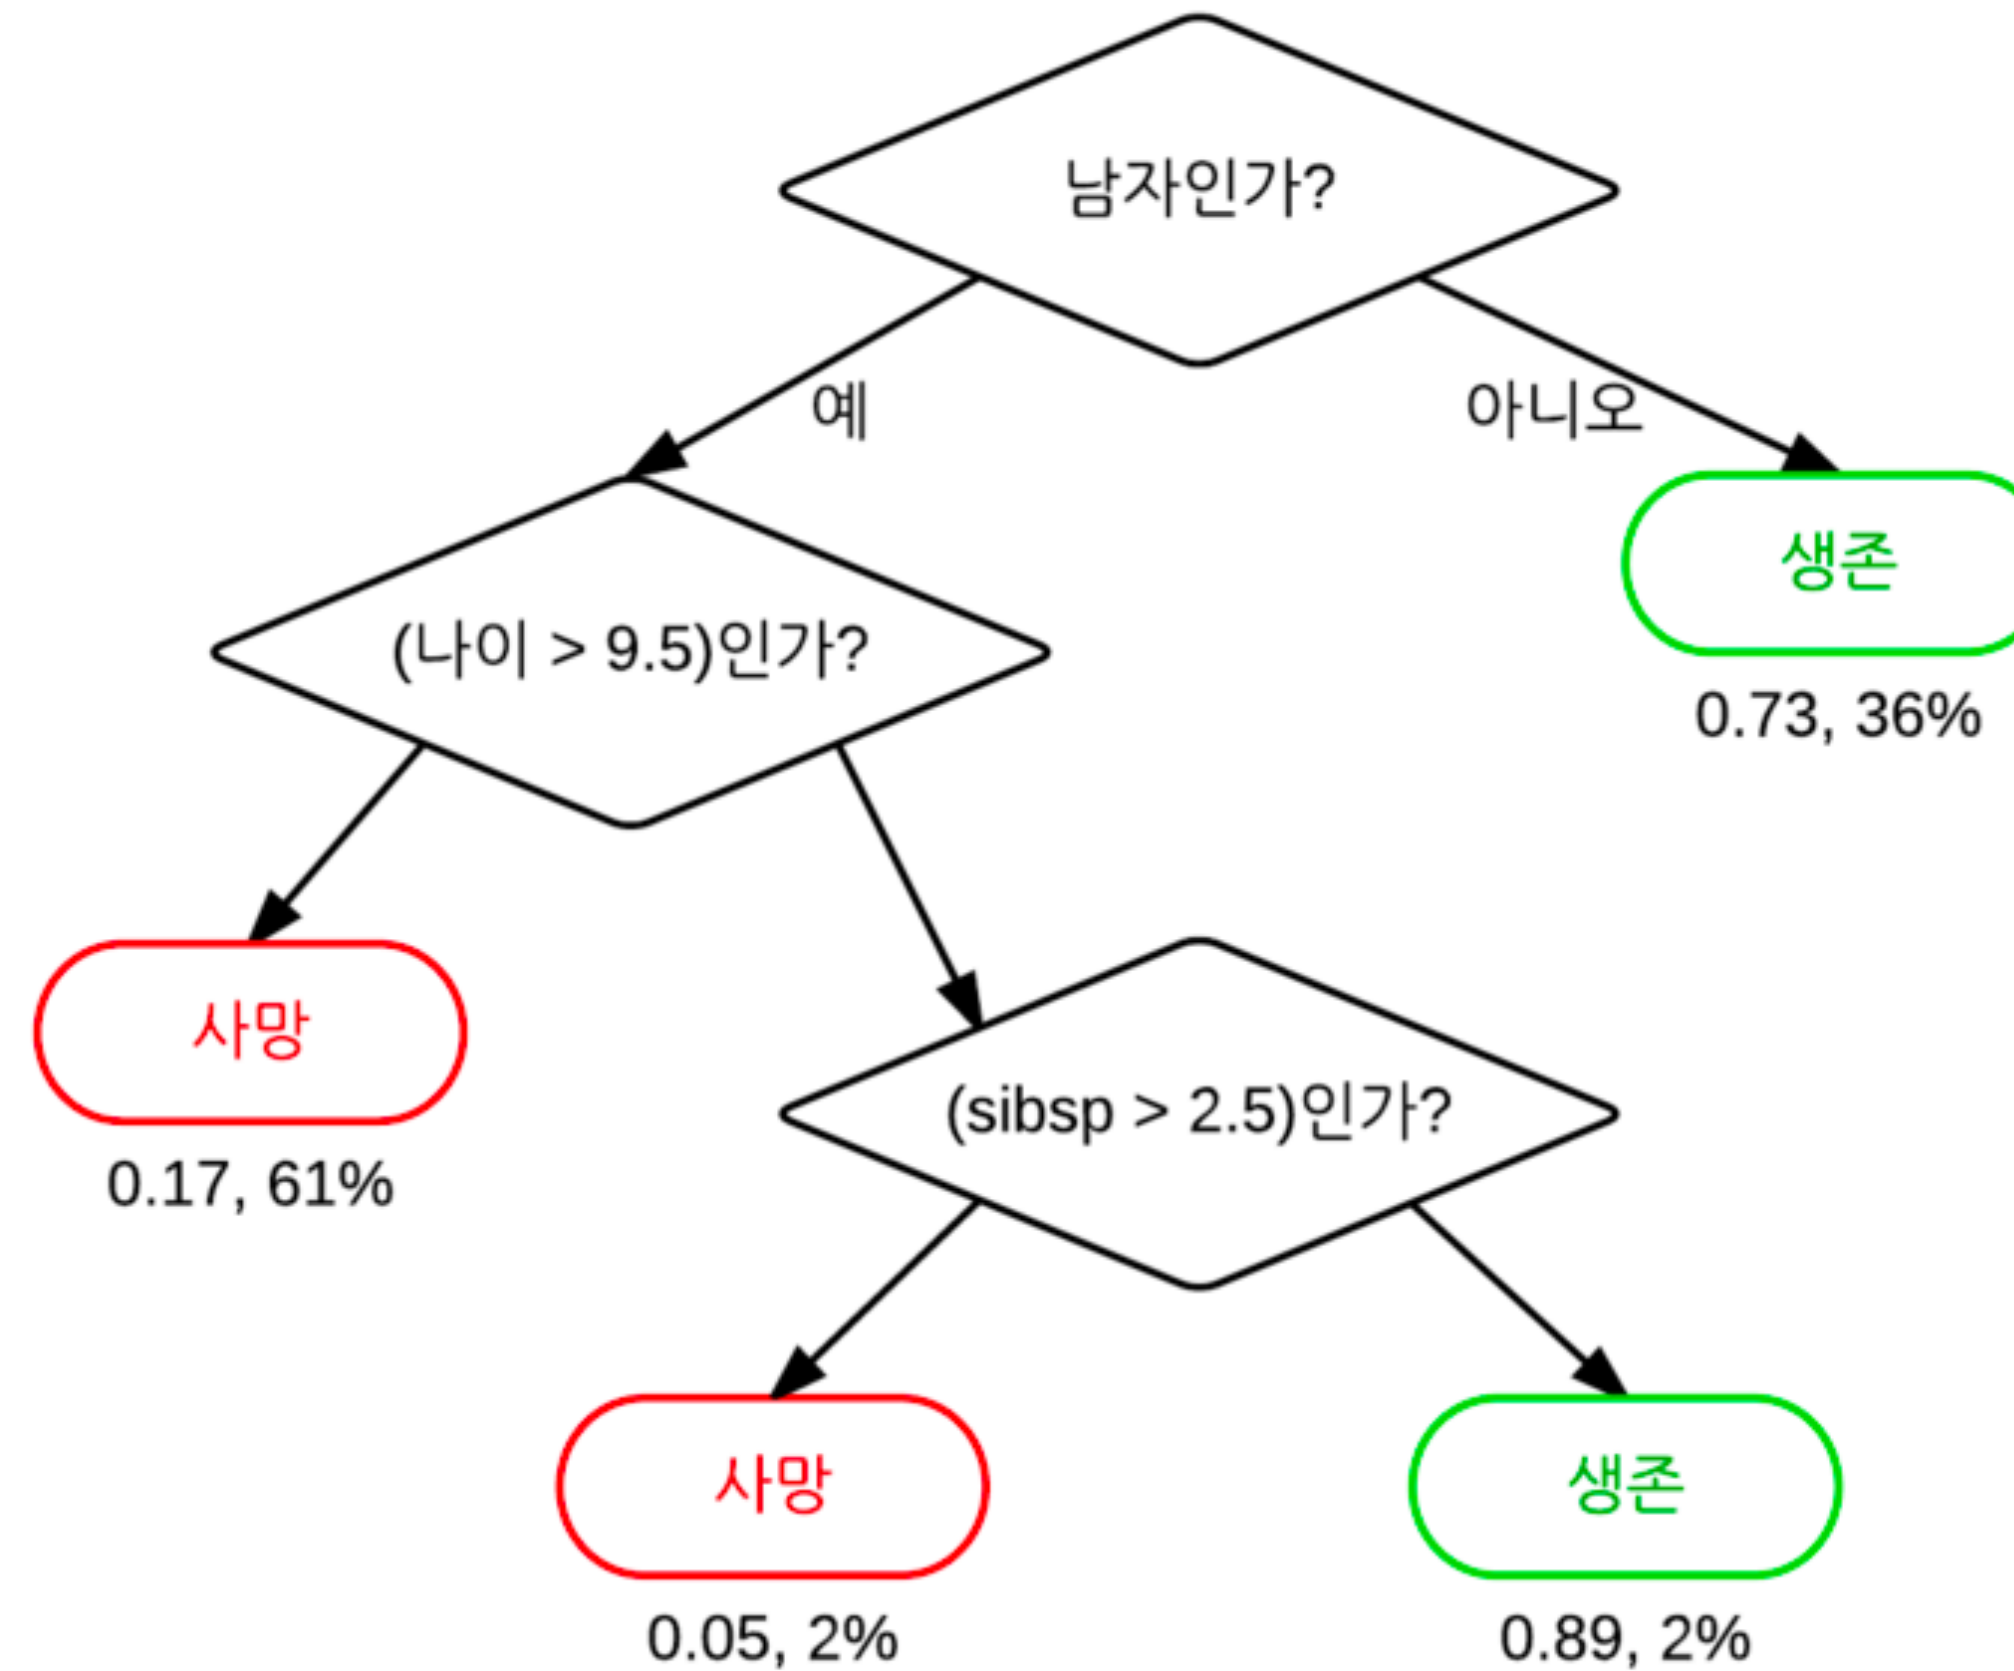 남자인가?
예
아니오
(나이 > 9.5)인가?
생존
0.73, 36%
사망
0.17, 61%
(sibsp > 2.5)인가?
사망
0.05, 2%
생존
0.89, 2%